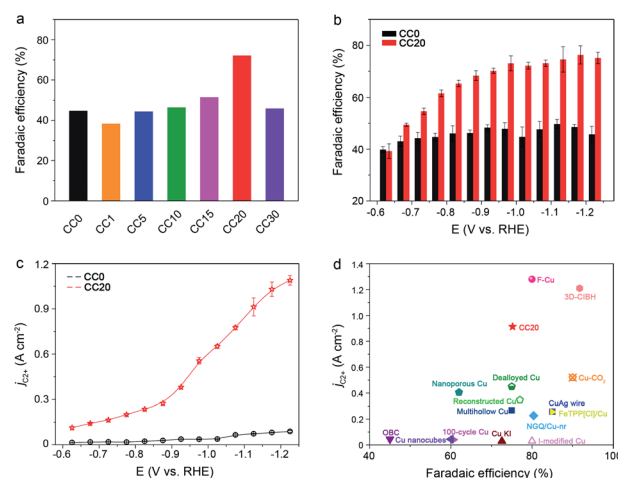 a
Faradaic efficiency (%)
80
60
40
20
0
CC0 CC1 CC5 CC10 CC15 CC20 CC30
b
CC0
CC20
Faradaic efficiency (%)
80
70
60
50
40
30
20
-0.6 -0.7 -0.8 -0.9 -1.0 -1.1 -1.2
E (V vs. RHE)
c
CC0
CC20
jC2+ (A cm-2)
1.2
0.9
0.6
0.3
0
-0.6 -0.7 -0.8 -0.9 -1.0 -1.1 -1.2
E (V vs. RHE)
d
jC2+ (A cm-2)
1.4
1.2
1.0
0.8
0.6
0.4
0.2
0.0
F-Cu
3D-CIBH
CC20
Dealloyed Cu
Cu-CO2
Nanoporous Cu
Reconstructed Cu
CuAg wire
Multihollow Cu
FeTPP[Cl]/Cu
NGQ/Cu-nr
OBC
100-cycle Cu
Cu nanocubes
Cu KI
I-modified Cu
40 60 80 100
Faradaic efficiency (%)